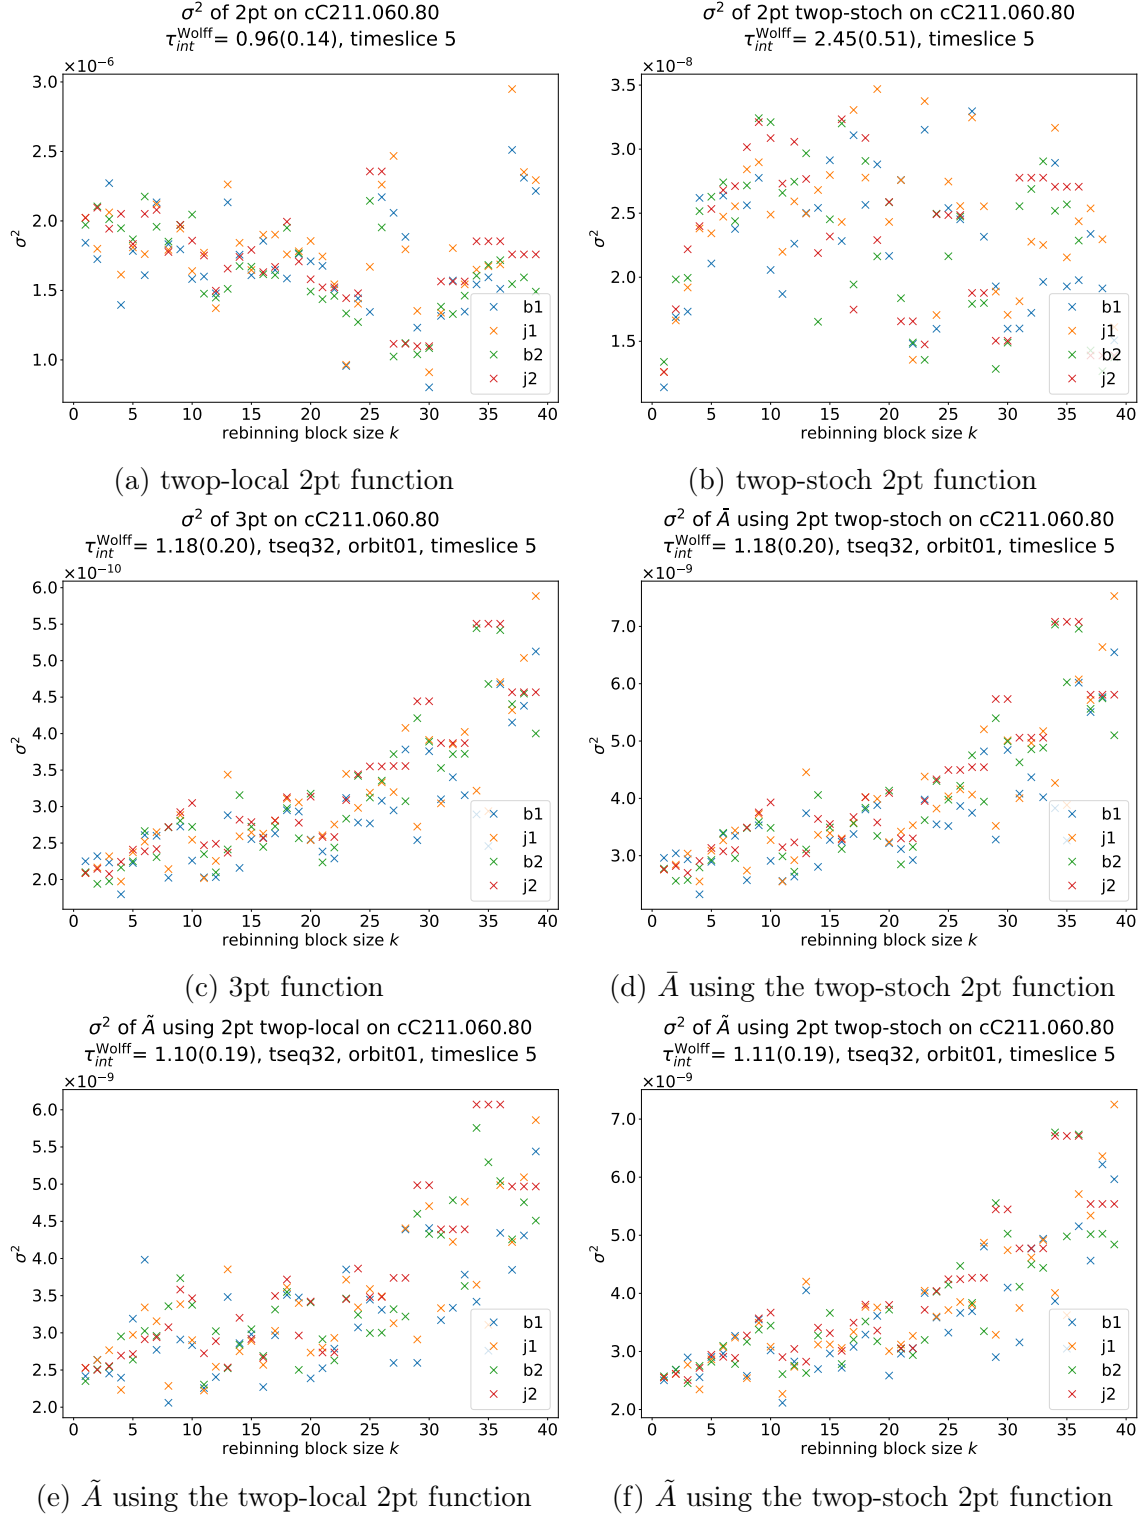 σ² of 2pt on cC211.060.80
τ_int^Wolff = 0.96(0.14), timeslice 5
×10⁻⁶
3.0
2.5
2.0
1.5
1.0
σ²
0 5 10 15 20 25 30 35 40
rebinning block size k
b1
j1
b2
j2
(a) twop-local 2pt function
σ² of 2pt twop-stoch on cC211.060.80
τ_int^Wolff = 2.45(0.51), timeslice 5
×10⁻⁸
3.5
3.0
2.5
2.0
1.5
σ²
0 5 10 15 20 25 30 35 40
rebinning block size k
b1
j1
b2
j2
(b) twop-stoch 2pt function
σ² of 3pt on cC211.060.80
τ_int^Wolff = 1.18(0.20), tseq32, orbit01, timeslice 5
×10⁻¹⁰
6.0
5.5
5.0
4.5
4.0
3.5
3.0
2.5
2.0
σ²
0 5 10 15 20 25 30 35 40
rebinning block size k
b1
j1
b2
j2
(c) 3pt function
σ² of Ā using 2pt twop-stoch on cC211.060.80
τ_int^Wolff = 1.18(0.20), tseq32, orbit01, timeslice 5
×10⁻⁹
7.0
6.0
5.0
4.0
3.0
σ²
0 5 10 15 20 25 30 35 40
rebinning block size k
b1
j1
b2
j2
(d) Ā using the twop-stoch 2pt function
σ² of Ã using 2pt twop-local on cC211.060.80
τ_int^Wolff = 1.10(0.19), tseq32, orbit01, timeslice 5
×10⁻⁹
6.0
5.5
5.0
4.5
4.0
3.5
3.0
2.5
2.0
σ²
0 5 10 15 20 25 30 35 40
rebinning block size k
b1
j1
b2
j2
(e) Ã using the twop-local 2pt function
σ² of Ã using 2pt twop-stoch on cC211.060.80
τ_int^Wolff = 1.11(0.19), tseq32, orbit01, timeslice 5
×10⁻⁹
7.0
6.0
5.0
4.0
3.0
2.0
σ²
0 5 10 15 20 25 30 35 40
rebinning block size k
b1
j1
b2
j2
(f) Ã using the twop-stoch 2pt function